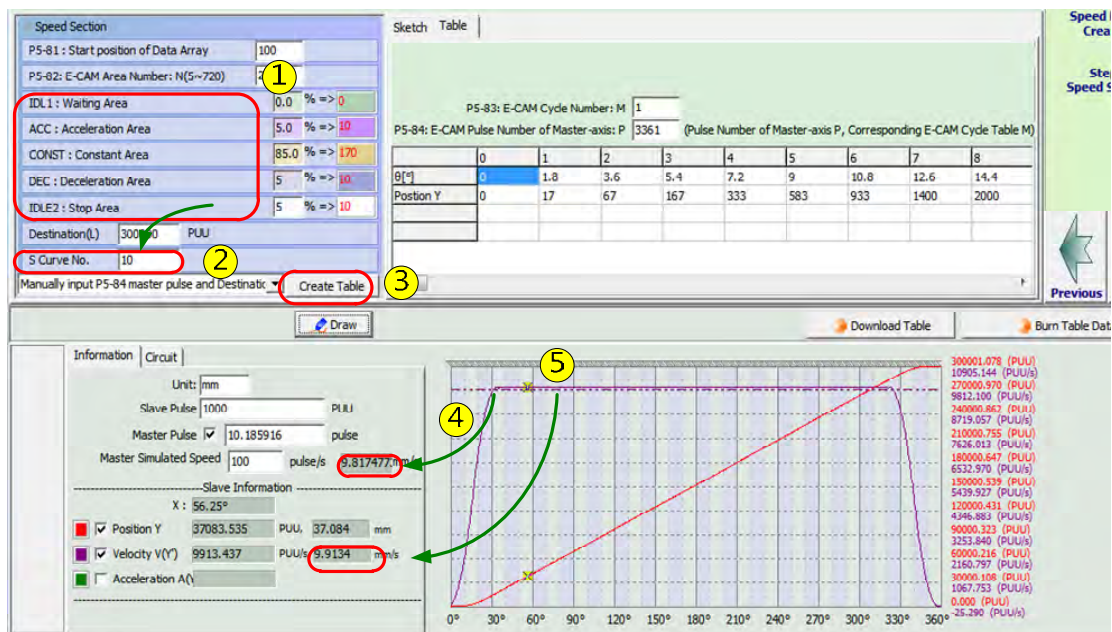 Speed Section
P5-81 : Start position of Data Array 100
P5-82: E-CAM Area Number: N(5~720) 2
1
IDL1 : Waiting Area 0.0 % => 0
ACC : Acceleration Area 5.0 % => 10
CONST : Constant Area 85.0 % => 170
DEC : Deceleration Area 5 % => 10
IDLE2 : Stop Area 5 % => 10
Destination(L) PUU
S Curve No. 10
2
Manually input P5-84 master pulse and Destinatic Create Table
3
Sketch Table
P5-83: E-CAM Cycle Number: M 1
P5-84: E-CAM Pulse Number of Master-axis: P 3361 (Pulse Number of Master-axis P, Corresponding E-CAM Cycle Table M)
0 1 2 3 4 5 6 7 8
θ[°] 0 1.8 3.6 5.4 7.2 9 10.8 12.6 14.4
Postion Y 0 17 67 167 333 583 933 1400 2000
Speed
Crea
Ste
Speed S
Previous
Draw Download Table Burn Table Dat
Information Circuit
Unit: mm
Slave Pulse 1000 PUU
Master Pulse 10.185916 pulse
Master Simulated Speed 100 pulse/s 9.817477 mm/
Slave Information
X : 56.25°
Position Y 37083.535 PUU, 37.084 mm
Velocity V(Y') 9913.437 PUU/s 9.9134 mm/s
Acceleration A(
4
5
300001.078 (PUU)
10905.144 (PUU/s)
270000.970 (PUU)
9812.100 (PUU/s)
240000.862 (PUU)
8719.057 (PUU/s)
210000.755 (PUU)
7626.013 (PUU/s)
180000.647 (PUU)
6532.970 (PUU/s)
150000.539 (PUU)
5439.927 (PUU/s)
120000.431 (PUU)
4346.883 (PUU/s)
90000.323 (PUU)
3253.840 (PUU/s)
60000.216 (PUU)
2160.797 (PUU/s)
30000.108 (PUU)
1067.753 (PUU/s)
0.000 (PUU)
-25.290 (PUU/s)
0° 30° 60° 90° 120° 150° 180° 210° 240° 270° 300° 330° 360°